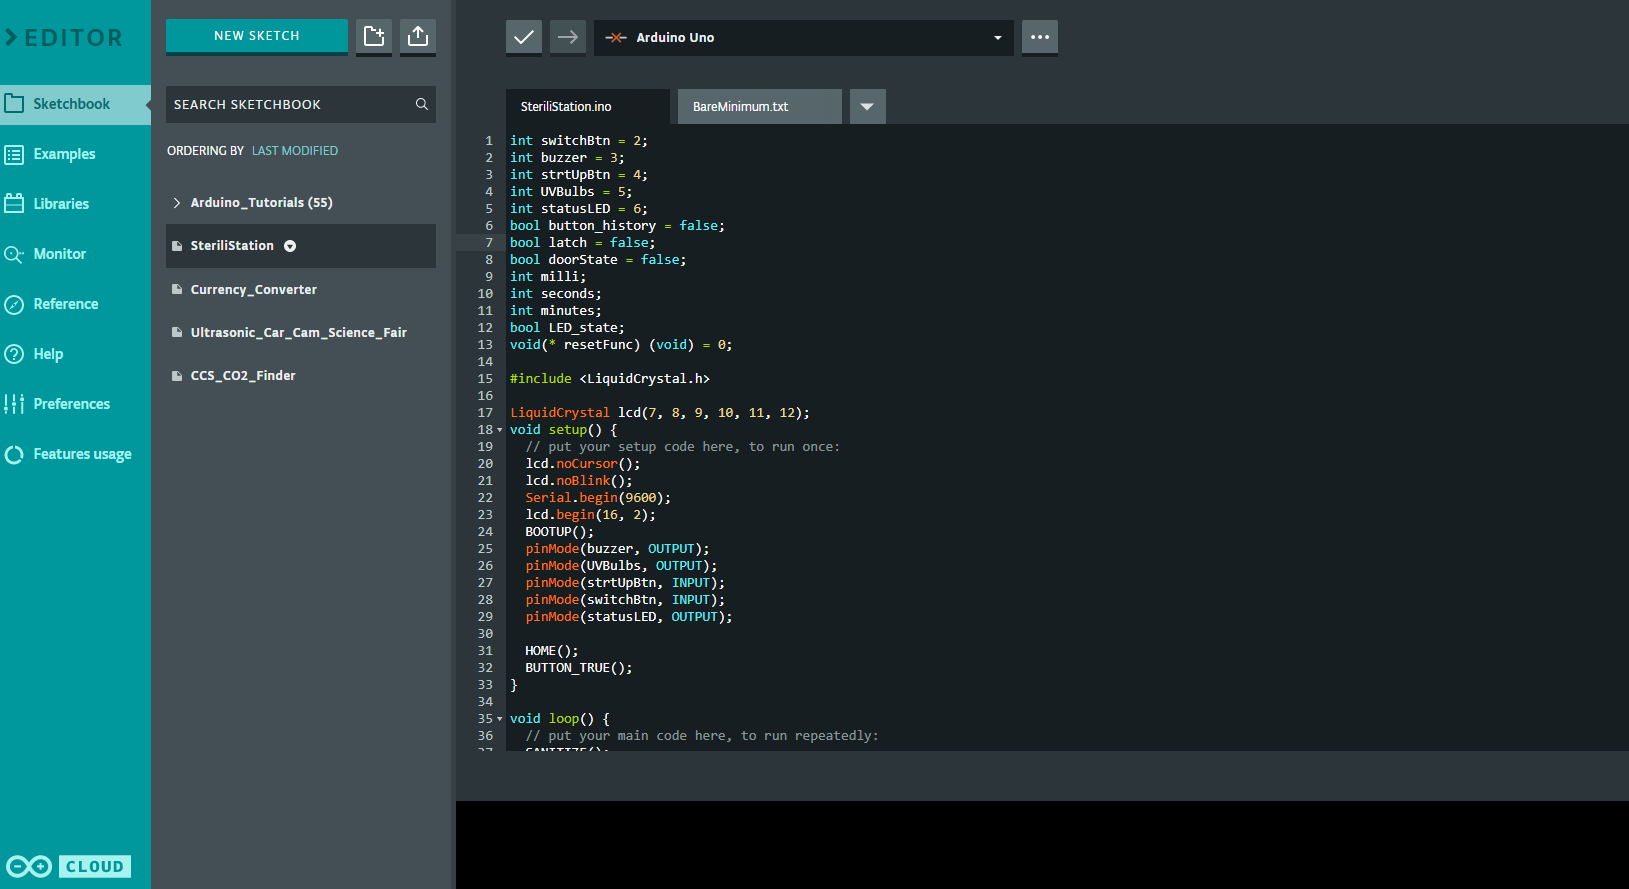 EDITOR
Sketchbook
Examples
Libraries
Monitor
Reference
Help
Preferences
Features usage
CLOUD
NEW SKETCH
SEARCH SKETCHBOOK
ORDERING BY LAST MODIFIED
Arduino_Tutorials (55)
SteriliStation
Currency_Converter
Ultrasonic_Car_Cam_Science_Fair
CCS_CO2_Finder
Arduino Uno
SteriliStation.ino
BareMinimum.txt
1 int switchBtn = 2;
2 int buzzer = 3;
3 int strtUpBtn = 4;
4 int UVBulbs = 5;
5 int statusLED = 6;
6 bool button_history = false;
7 bool latch = false;
8 bool doorState = false;
9 int milli;
10 int seconds;
11 int minutes;
12 bool LED_state;
13 void(* resetFunc) (void) = 0;
14
15 #include <LiquidCrystal.h>
16
17 LiquidCrystal lcd(7, 8, 9, 10, 11, 12);
18 void setup() {
19 // put your setup code here, to run once:
20 lcd.noCursor();
21 lcd.noBlink();
22 Serial.begin(9600);
23 lcd.begin(16, 2);
24 BOOTUP();
25 pinMode(buzzer, OUTPUT);
26 pinMode(UVBulbs, OUTPUT);
27 pinMode(strtUpBtn, INPUT);
28 pinMode(switchBtn, INPUT);
29 pinMode(statusLED, OUTPUT);
30
31 HOME();
32 BUTTON_TRUE();
33 }
34
35 void loop() {
36 // put your main code here, to run repeatedly:
37 SANITIZE();